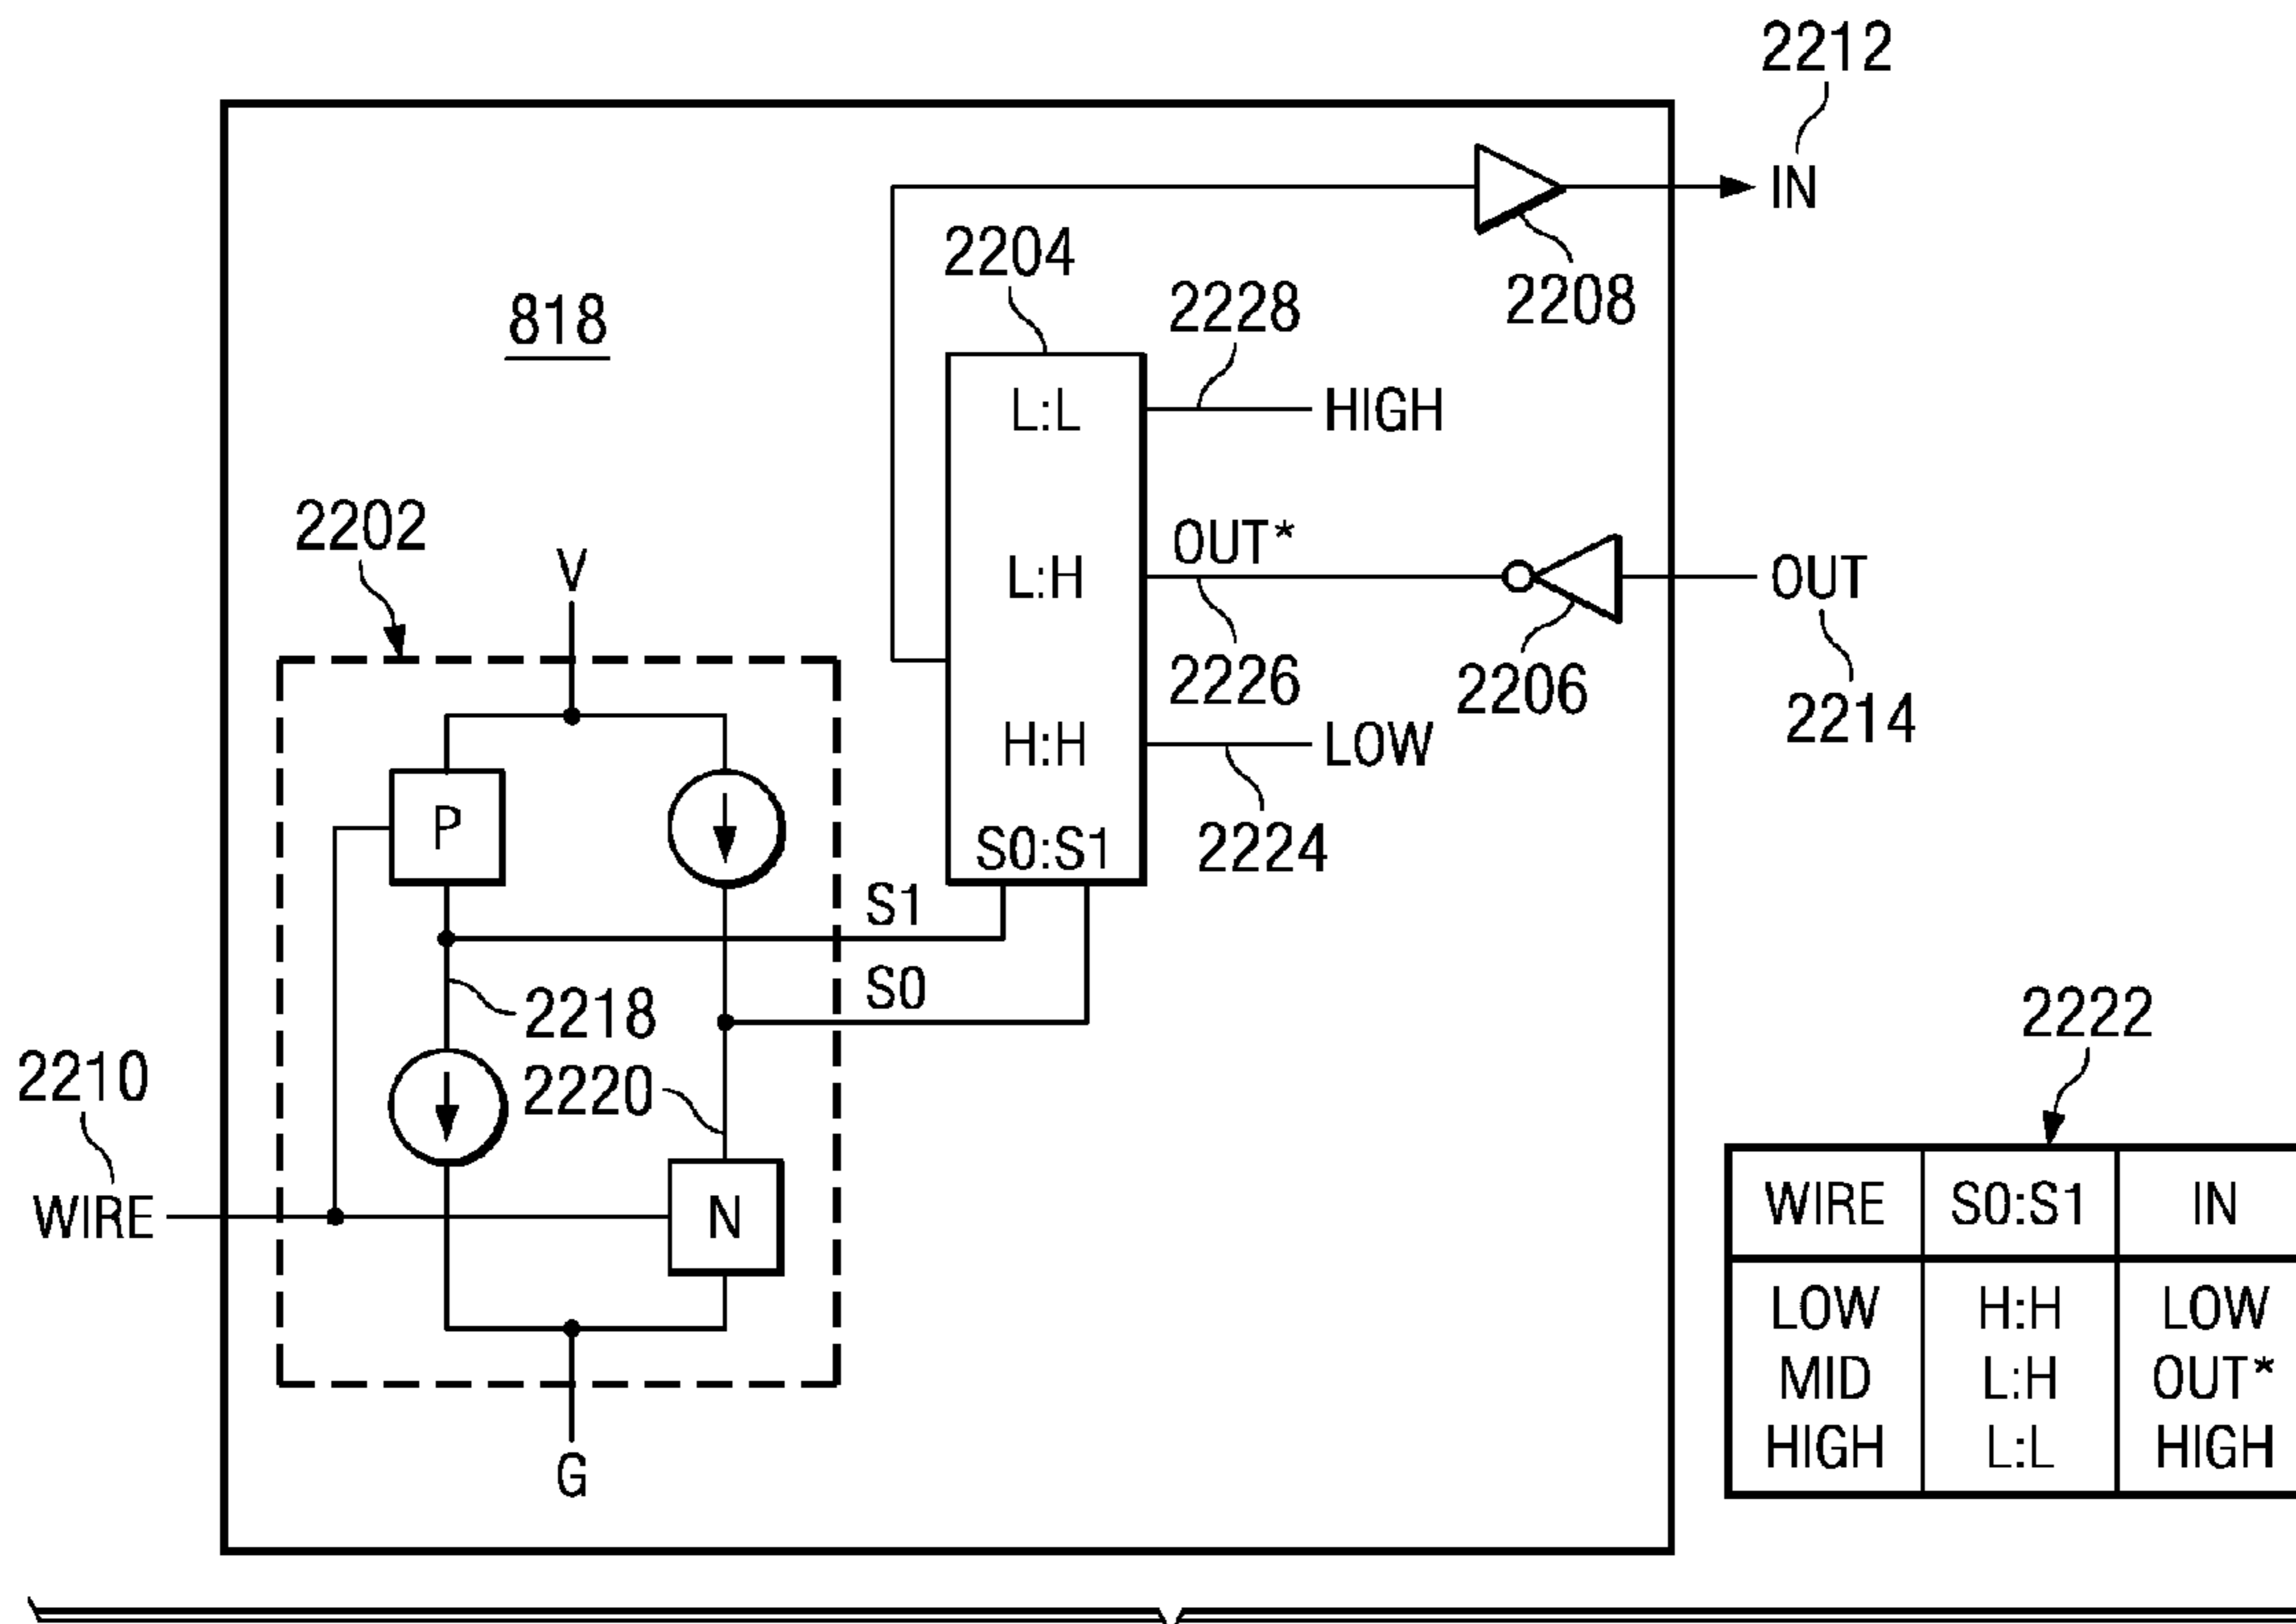 2212
IN
2208
2204
2228
818
L:L
HIGH
2202
V
OUT*
L:H
OUT
2226
2206
2214
H:H
LOW
P
S0:S1
2224
S1
S0
2218
2222
2210
2220
WIRE
N
G
WIRE S0:S1 IN
LOW H:H LOW
MID L:H OUT*
HIGH L:L HIGH